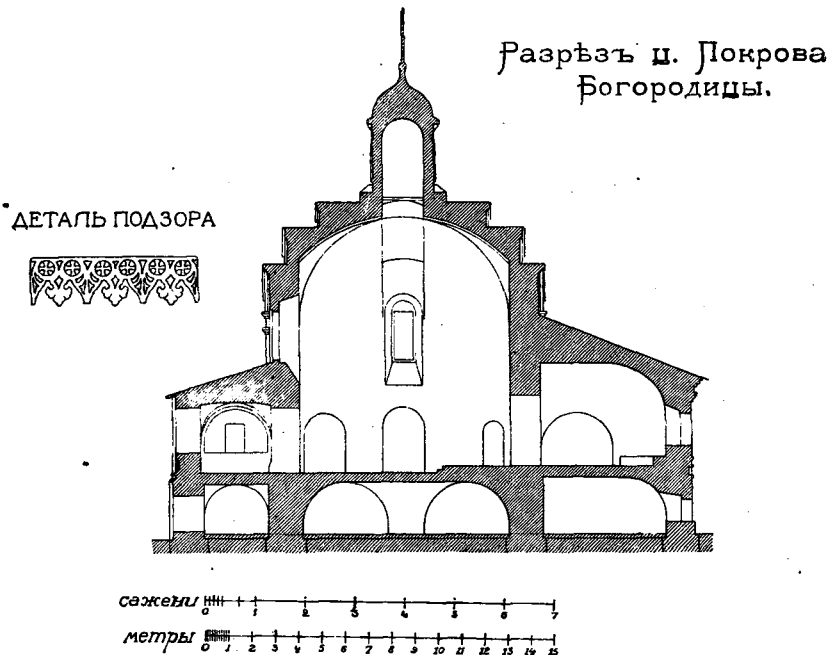 Разрѣзъ ц. Покрова
Богородицы.
ДЕТАЛЬ ПОДЗОРА
сажени 0 1 2 3 4 5 6 7
метры 0 1 2 3 4 5 6 7 8 9 10 11 12 13 14 15